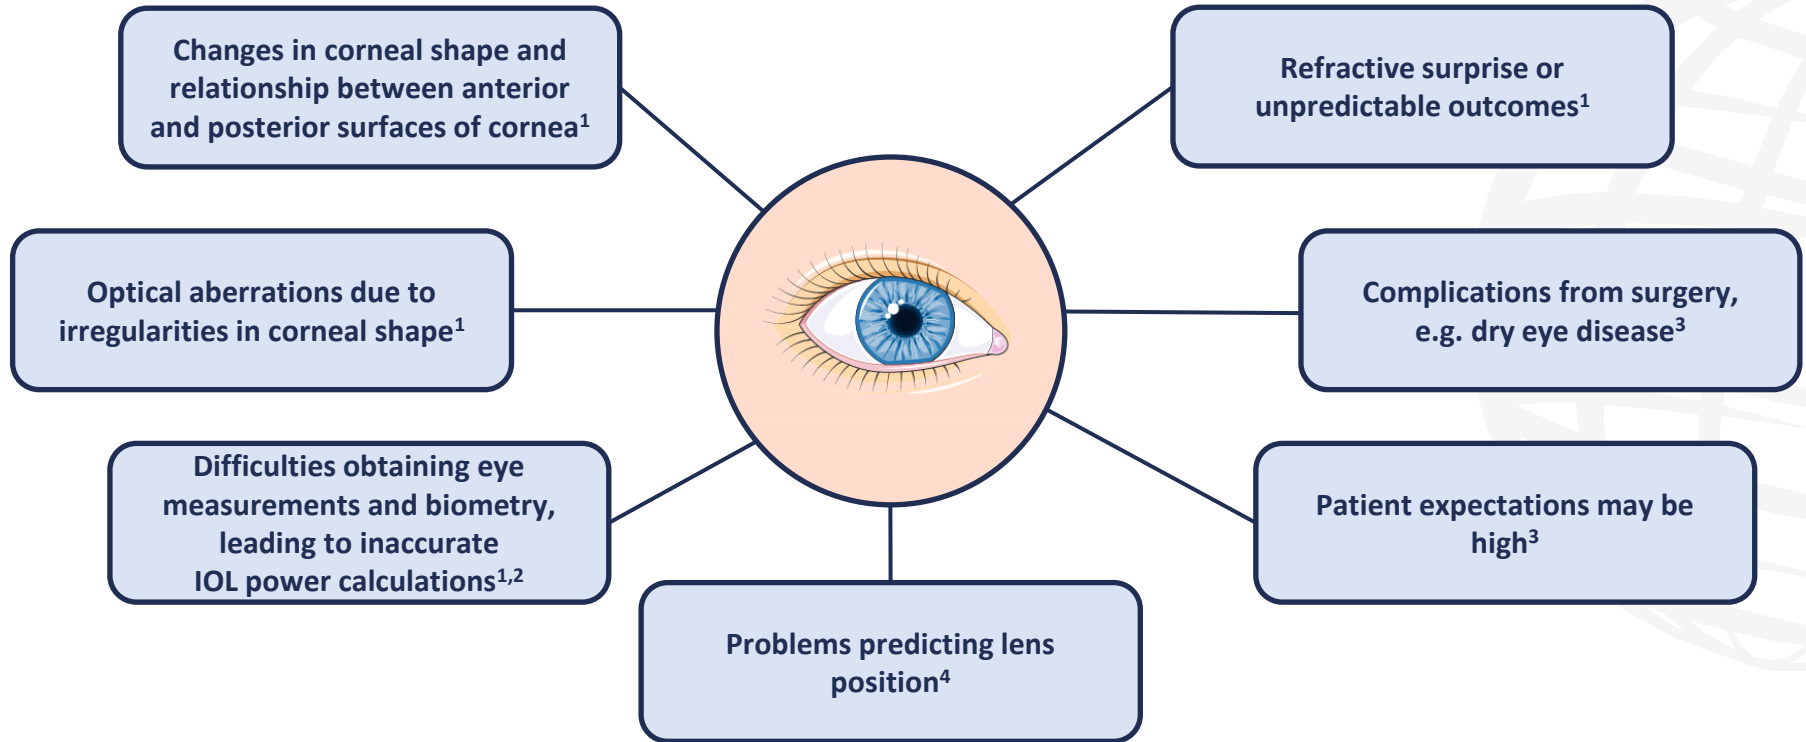 Changes in corneal shape and
relationship between anterior
and posterior surfaces of cornea¹
Refractive surprise or
unpredictable outcomes¹
Optical aberrations due to
irregularities in corneal shape¹
Complications from surgery,
e.g. dry eye disease³
Difficulties obtaining eye
measurements and biometry,
leading to inaccurate
IOL power calculations¹,²
Patient expectations may be
high³
Problems predicting lens
position⁴